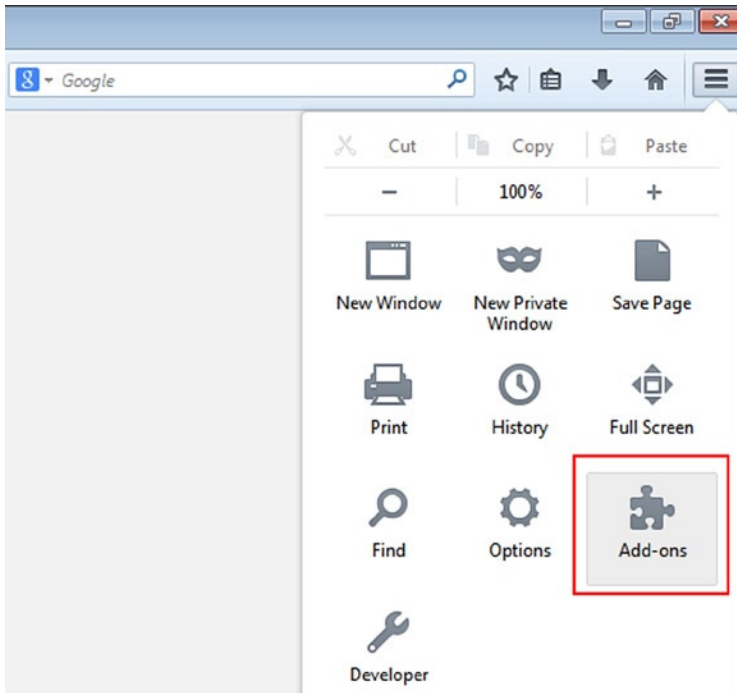 8 Google
Cut Copy Paste
− 100% +
New Window New Private Window Save Page
Print History Full Screen
Find Options Add-ons
Developer